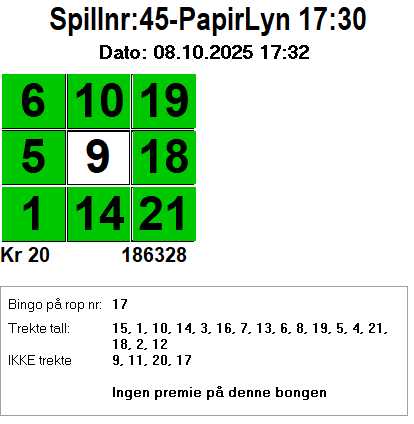 Spillnr:45-PapirLyn 17:30
Dato: 08.10.2025 17:32
6 10 19
5 9 18
1 14 21
Kr 20 186328
Bingo på rop nr: 17
Trekte tall: 15, 1, 10, 14, 3, 16, 7, 13, 6, 8, 19, 5, 4, 21,
18, 2, 12
IKKE trekte 9, 11, 20, 17
Ingen premie på denne bongen